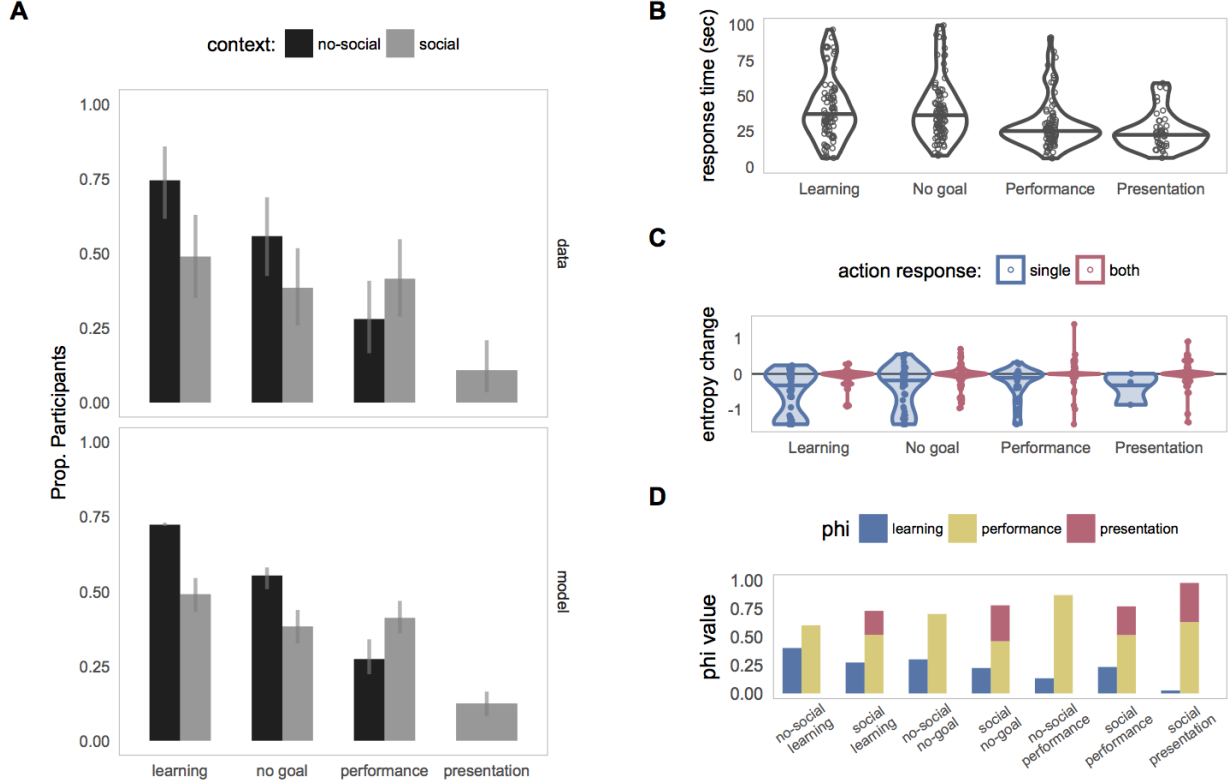 A
context: no-social social
1.00
0.75
0.50
0.25
0.00
data
1.00
0.75
0.50
0.25
0.00
model
Prop. Participants
learning no goal performance presentation
B
response time (sec)
100
75
50
25
0
Learning No goal Performance Presentation
C
action response: single both
entropy change
1
0
-1
Learning No goal Performance Presentation
D
phi learning performance presentation
phi value
1.00
0.75
0.50
0.25
0.00
no-social
learning
social
learning
no-social
no-goal
social
no-goal
no-social
performance
social
performance
social
presentation